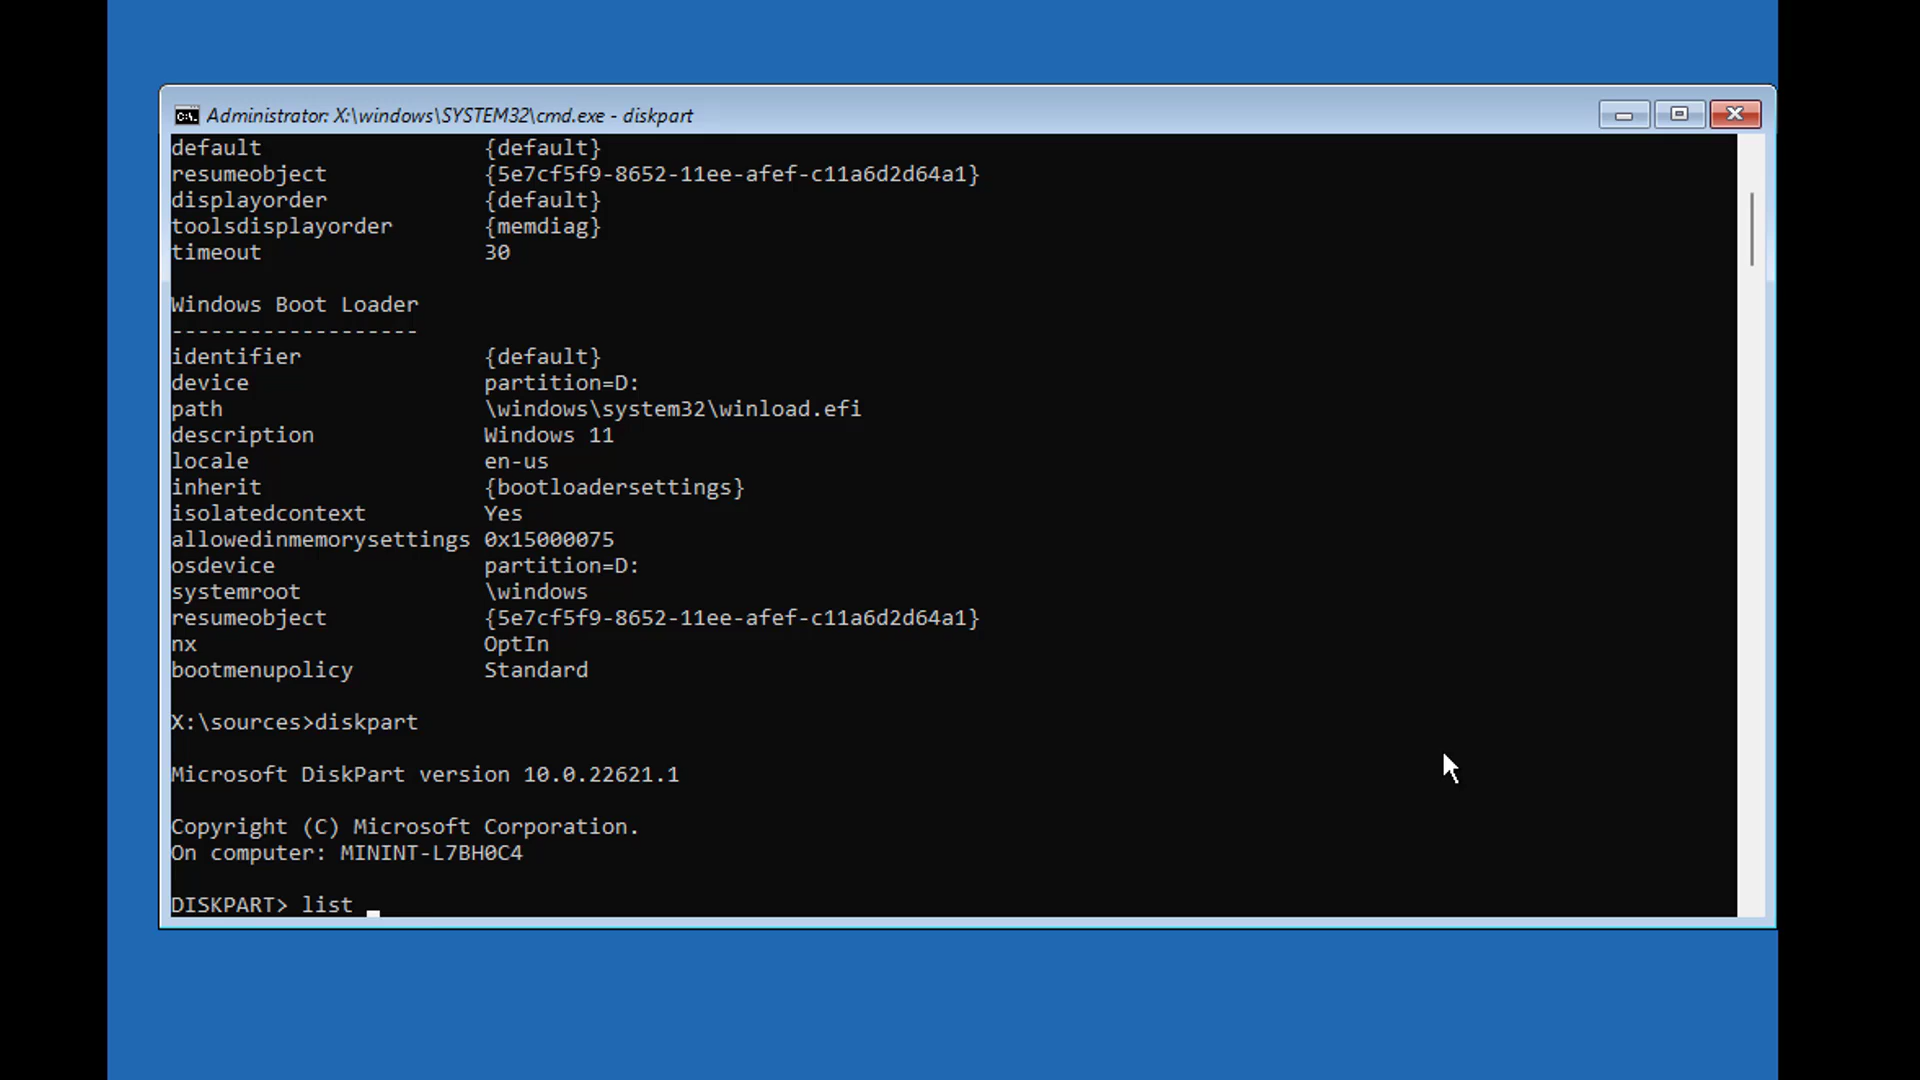 Administrator: X:\windows\SYSTEM32\cmd.exe - diskpart
default                 {default}
resumeobject            {5e7cf5f9-8652-11ee-afef-c11a6d2d64a1}
displayorder            {default}
toolsdisplayorder       {memdiag}
timeout                 30

Windows Boot Loader
-------------------
identifier              {default}
device                  partition=D:
path                    \windows\system32\winload.efi
description             Windows 11
locale                  en-us
inherit                 {bootloadersettings}
isolatedcontext         Yes
allowedinmemorysettings 0x15000075
osdevice                partition=D:
systemroot              \windows
resumeobject            {5e7cf5f9-8652-11ee-afef-c11a6d2d64a1}
nx                      OptIn
bootmenupolicy          Standard

X:\sources>diskpart

Microsoft DiskPart version 10.0.22621.1

Copyright (C) Microsoft Corporation.
On computer: MININT-L7BH0C4

DISKPART> list _